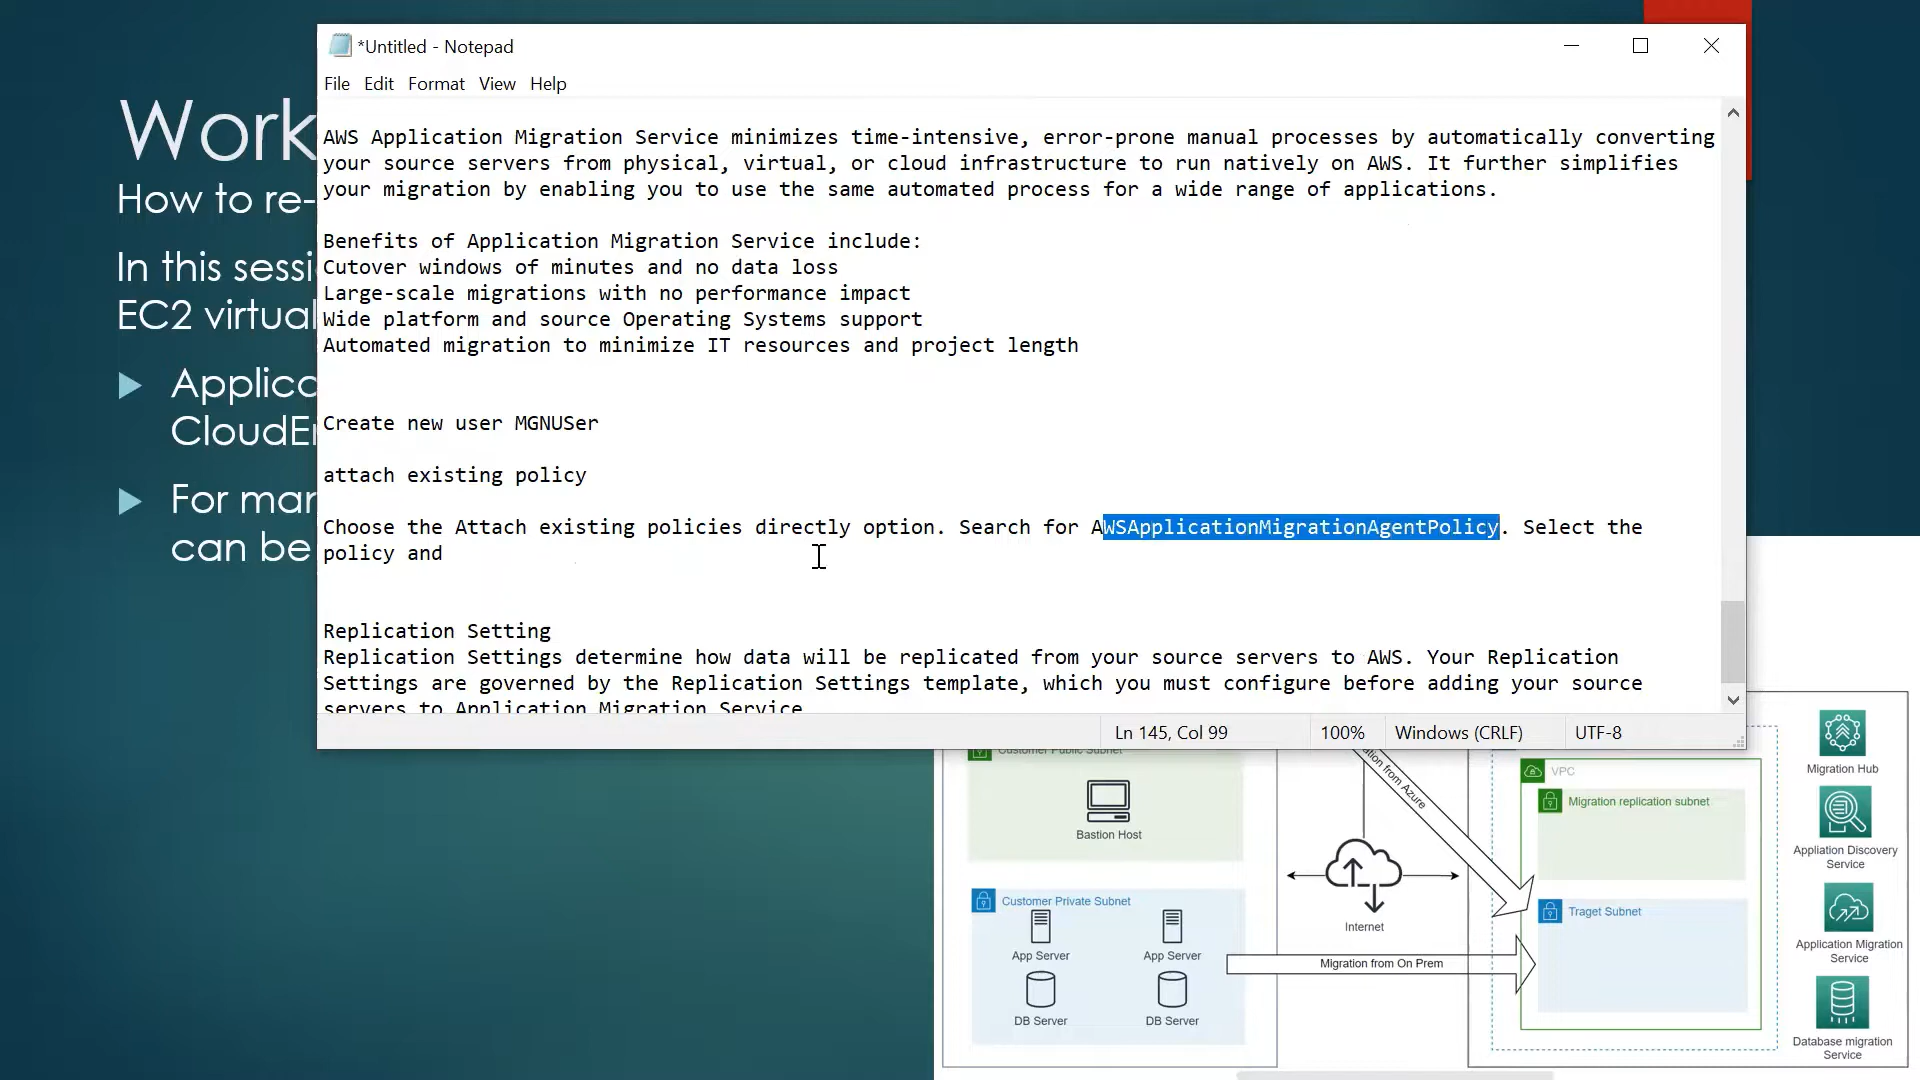 *Untitled - Notepad
File Edit Format View Help
AWS Application Migration Service minimizes time-intensive, error-prone manual processes by automatically converting
your source servers from physical, virtual, or cloud infrastructure to run natively on AWS. It further simplifies
your migration by enabling you to use the same automated process for a wide range of applications.
Benefits of Application Migration Service include:
Cutover windows of minutes and no data loss
Large-scale migrations with no performance impact
Wide platform and source Operating Systems support
Automated migration to minimize IT resources and project length
Create new user MGNUSer
attach existing policy
Choose the Attach existing policies directly option. Search for AWSApplicationMigrationAgentPolicy. Select the
policy and
Replication Setting
Replication Settings determine how data will be replicated from your source servers to AWS. Your Replication
Settings are governed by the Replication Settings template, which you must configure before adding your source
servers to Application Migration Service
Ln 145, Col 99
100%
Windows (CRLF)
UTF-8
Work
How to re-
In this sessi
EC2 virtual
Applica
CloudEn
For man
can be
Customer Public Subnet
Bastion Host
Customer Private Subnet
App Server
App Server
DB Server
DB Server
Internet
ation from Azure
Migration from On Prem
VPC
Migration replication subnet
Traget Subnet
Migration Hub
Appliation Discovery
Service
Application Migration
Service
Database migration
Service